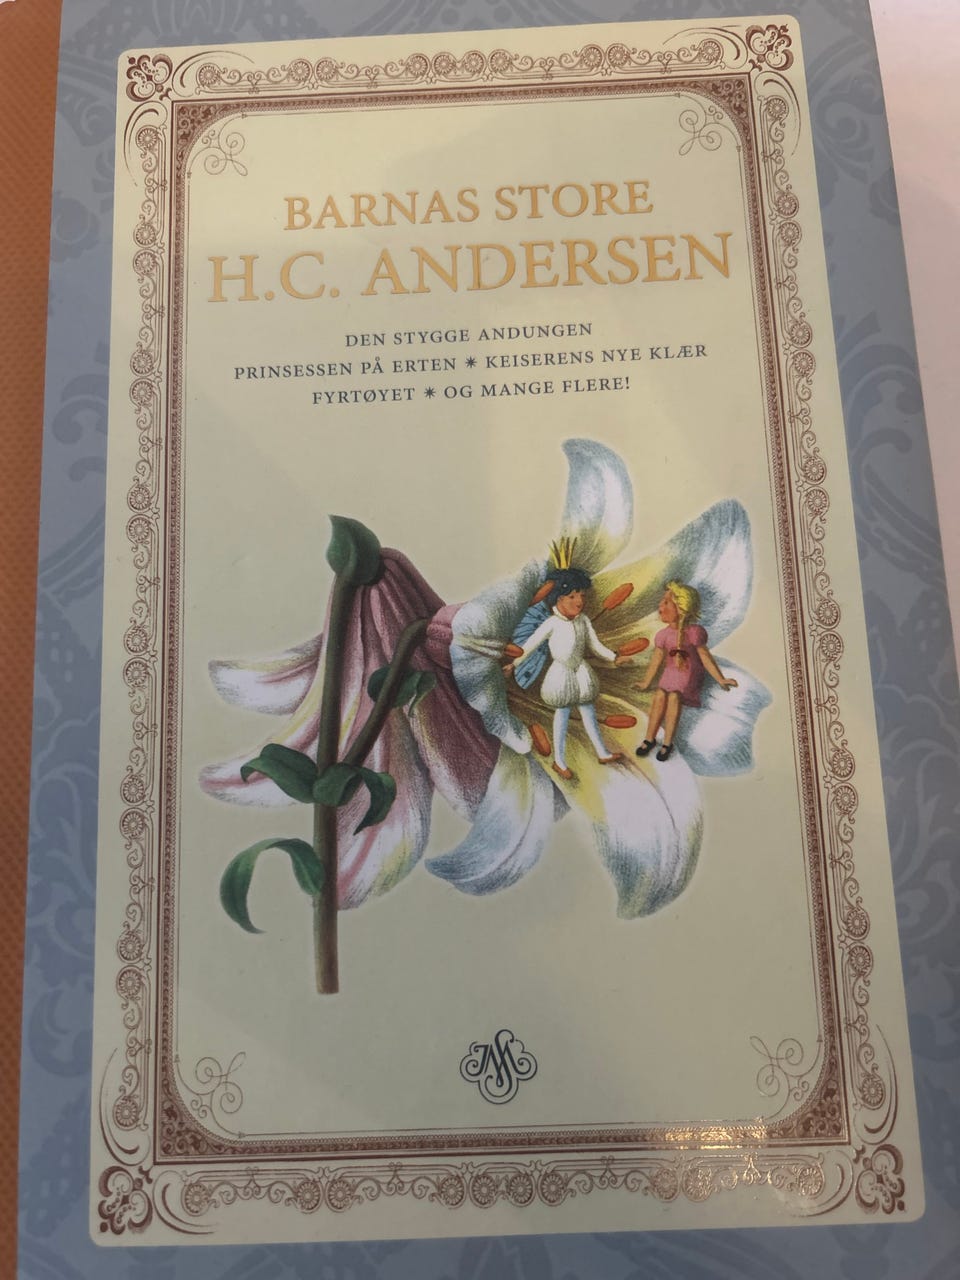 BARNAS STORE
H.C. ANDERSEN
DEN STYGGE ANDUNGEN
PRINSESSEN PÅ ERTEN ✷ KEISERENS NYE KLÆR
FYRTØYET ✷ OG MANGE FLERE!